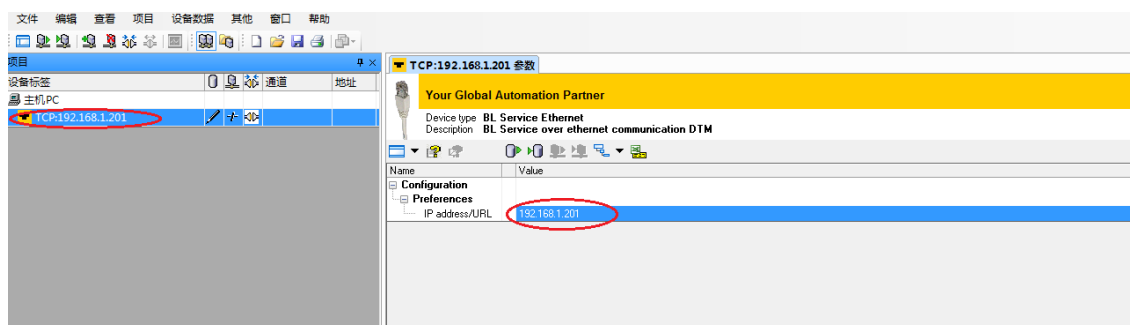 文件 编辑 查看 项目 设备数据 其他 窗口 帮助
项目
设备标签 通道 地址
主机PC
TCP:192.168.1.201
TCP:192.168.1.201 参数
Your Global Automation Partner
Device type BL Service Ethernet
Description BL Service over ethernet communication DTM
Name Value
Configuration
Preferences
IP address/URL 192.168.1.201